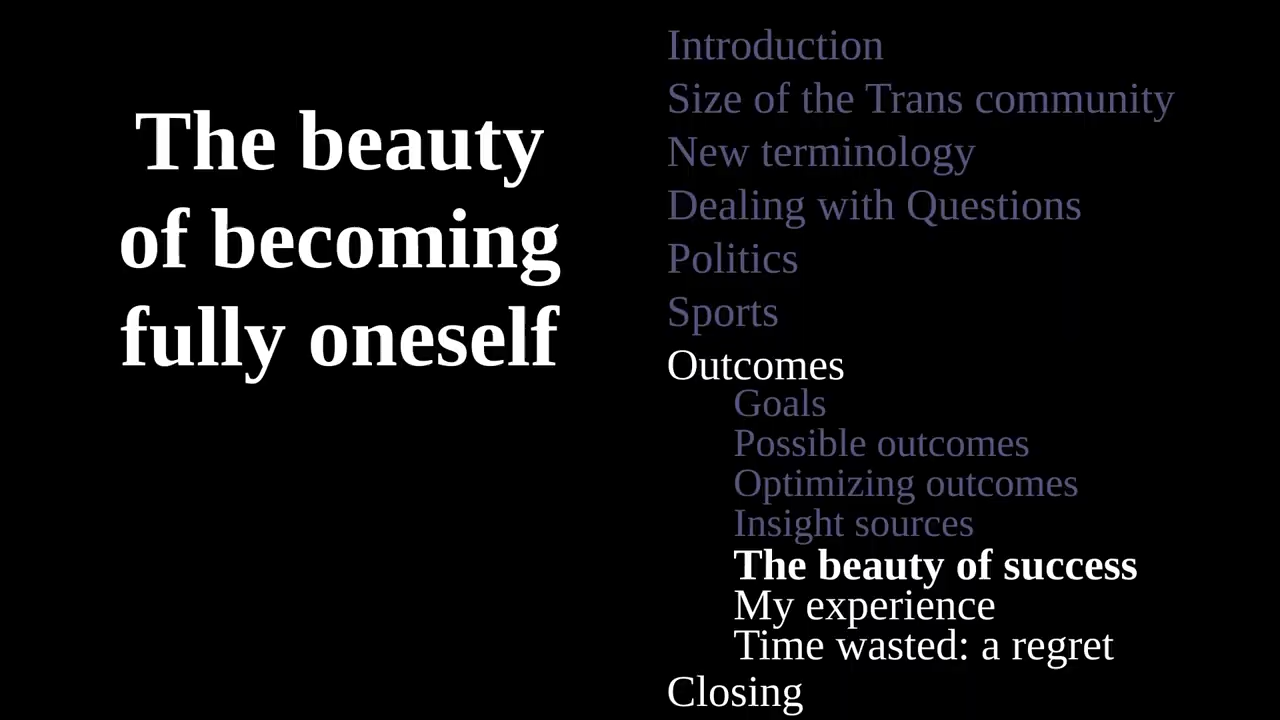 The beauty
of becoming
fully oneself
Introduction
Size of the Trans community
New terminology
Dealing with Questions
Politics
Sports
Outcomes
Goals
Possible outcomes
Optimizing outcomes
Insight sources
The beauty of success
My experience
Time wasted: a regret
Closing